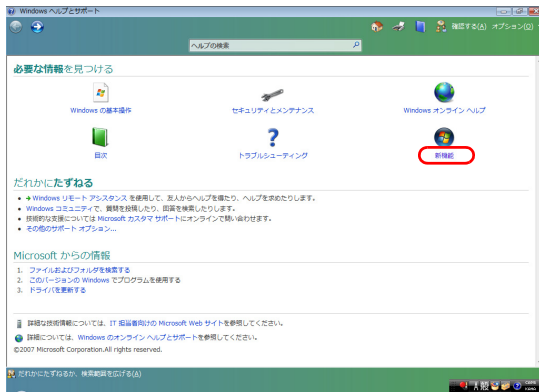 Windows ヘルプとサポート
確認する(A) オプション(O)
ヘルプの検索
必要な情報を見つける
Windows の基本操作
セキュリティとメンテナンス
Windows オンライン ヘルプ
目次
トラブルシューティング
新機能
だれかにたずねる
Windows リモート アシスタンス を使用して、友人からヘルプを得たり、ヘルプを求めたりします。
Windows コミュニティで、質問を投稿したり、回答を検索したりします。
技術的な支援については Microsoft カスタマ サポートにオンラインで問い合わせます。
その他のサポート オプション...
Microsoft からの情報
1. ファイルおよびフォルダを検索する
2. このバージョンの Windows でプログラムを使用する
3. ドライバを更新する
詳細な技術情報については、IT 担当者向けの Microsoft Web サイトを参照してください。
詳細については、Windows のオンライン ヘルプとサポートを参照してください。
©2007 Microsoft Corporation.All rights reserved.
だれかにたずねるか、検索範囲を広げる(A)
A 般